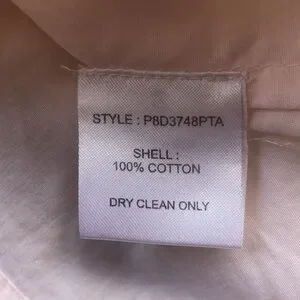 STYLE : P8D3748PTA
SHELL :
100% COTTON
DRY CLEAN ONLY